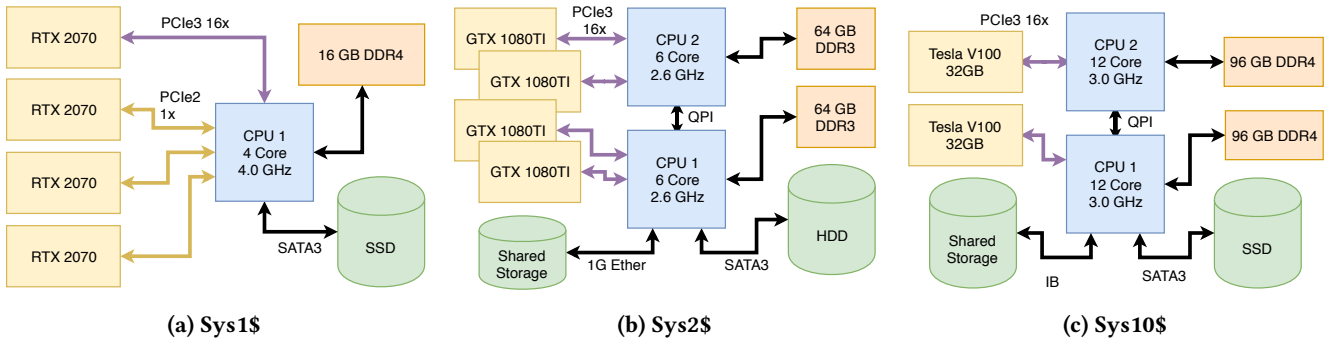 RTX 2070
PCIe3 16x
16 GB DDR4
RTX 2070
PCIe2
1x
CPU 1
4 Core
4.0 GHz
RTX 2070
RTX 2070
SATA3
SSD
(a) Sys1$
GTX 1080TI
PCIe3
16x
CPU 2
6 Core
2.6 GHz
64 GB
DDR3
GTX 1080TI
QPI
GTX 1080TI
64 GB
DDR3
GTX 1080TI
CPU 1
6 Core
2.6 GHz
Shared
Storage
1G Ether
SATA3
HDD
(b) Sys2$
PCIe3 16x
Tesla V100
32GB
CPU 2
12 Core
3.0 GHz
96 GB DDR4
QPI
Tesla V100
32GB
96 GB DDR4
CPU 1
12 Core
3.0 GHz
Shared
Storage
IB
SATA3
SSD
(c) Sys10$